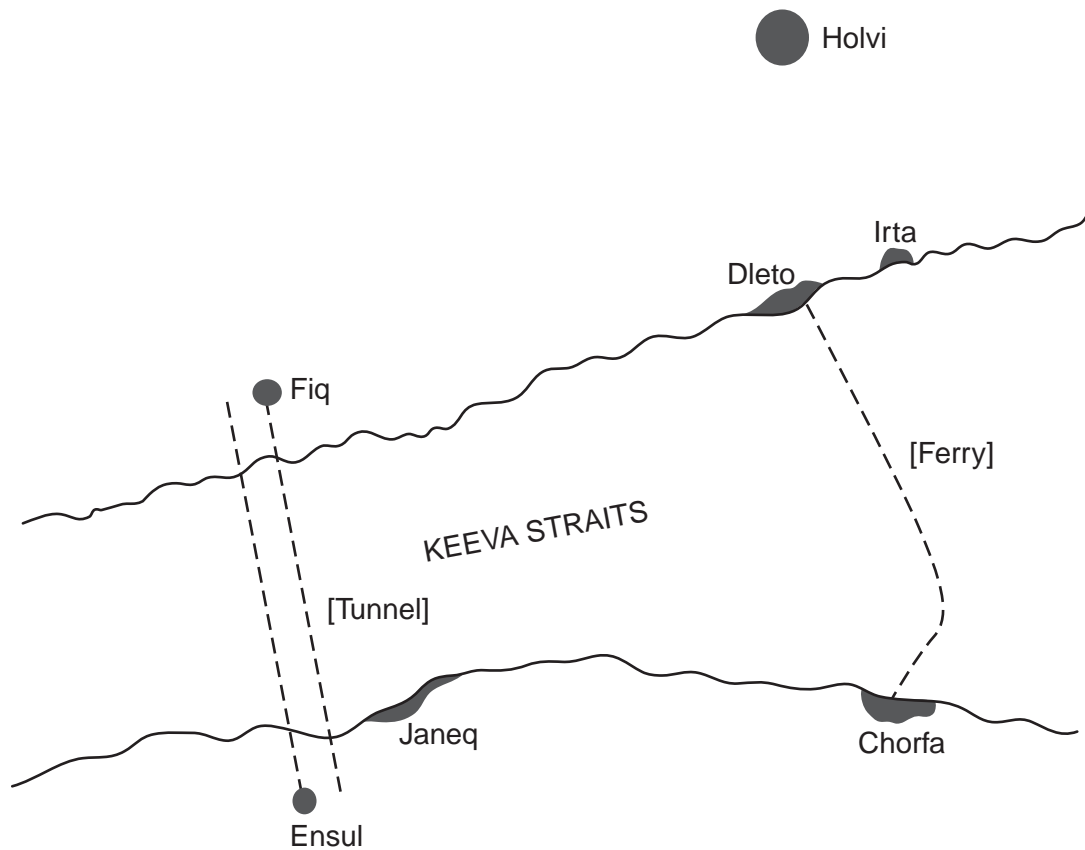 Holvi
Irta
Dleto
Fiq
[Ferry]
KEEVA STRAITS
[Tunnel]
Janeq
Chorfa
Ensul